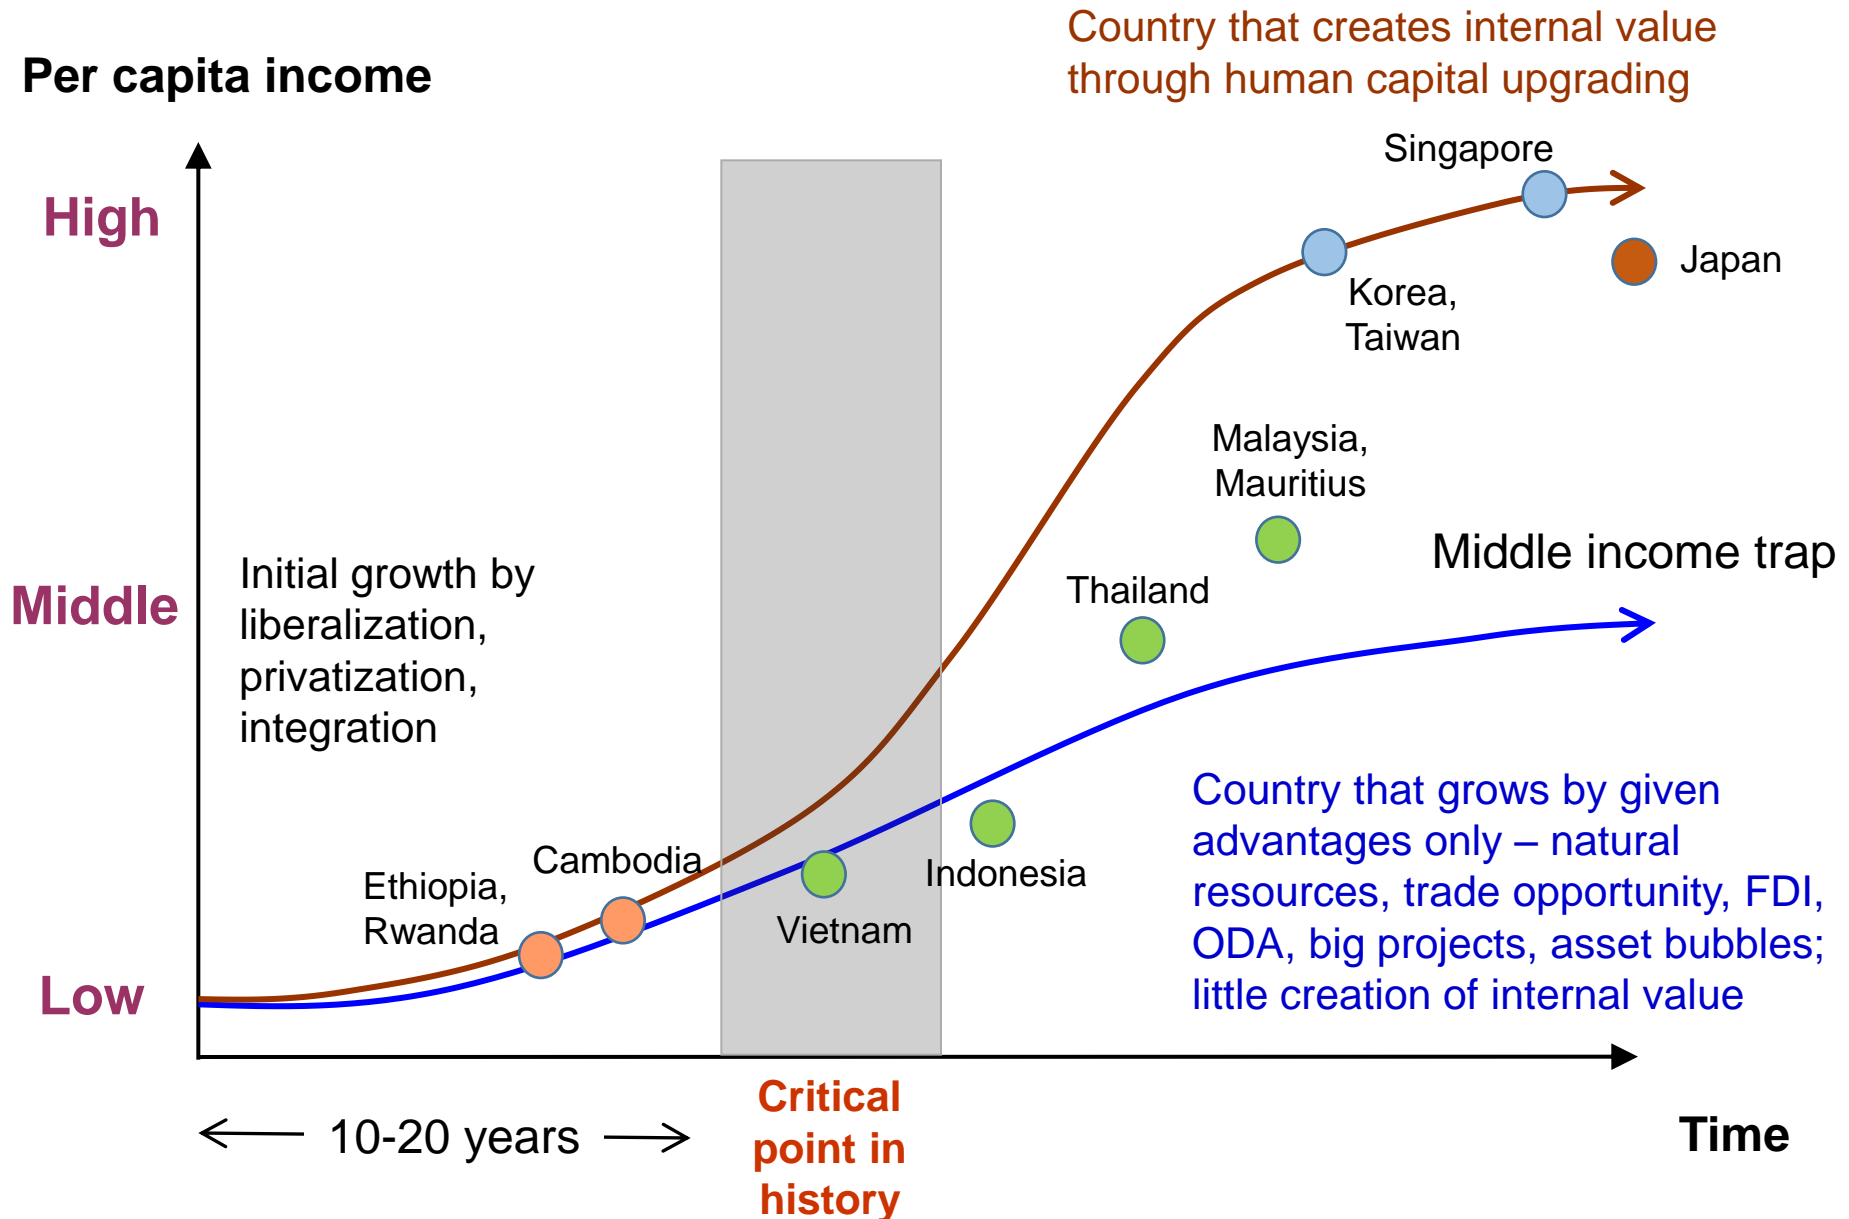 Per capita income
Country that creates internal value
through human capital upgrading
Singapore
High
Japan
Korea,
Taiwan
Malaysia,
Mauritius
Middle income trap
Initial growth by
liberalization,
privatization,
integration
Thailand
Middle
Country that grows by given
advantages only – natural
resources, trade opportunity, FDI,
ODA, big projects, asset bubbles;
little creation of internal value
Cambodia
Ethiopia,
Rwanda
Indonesia
Vietnam
Low
10-20 years
Critical
point in
history
Time